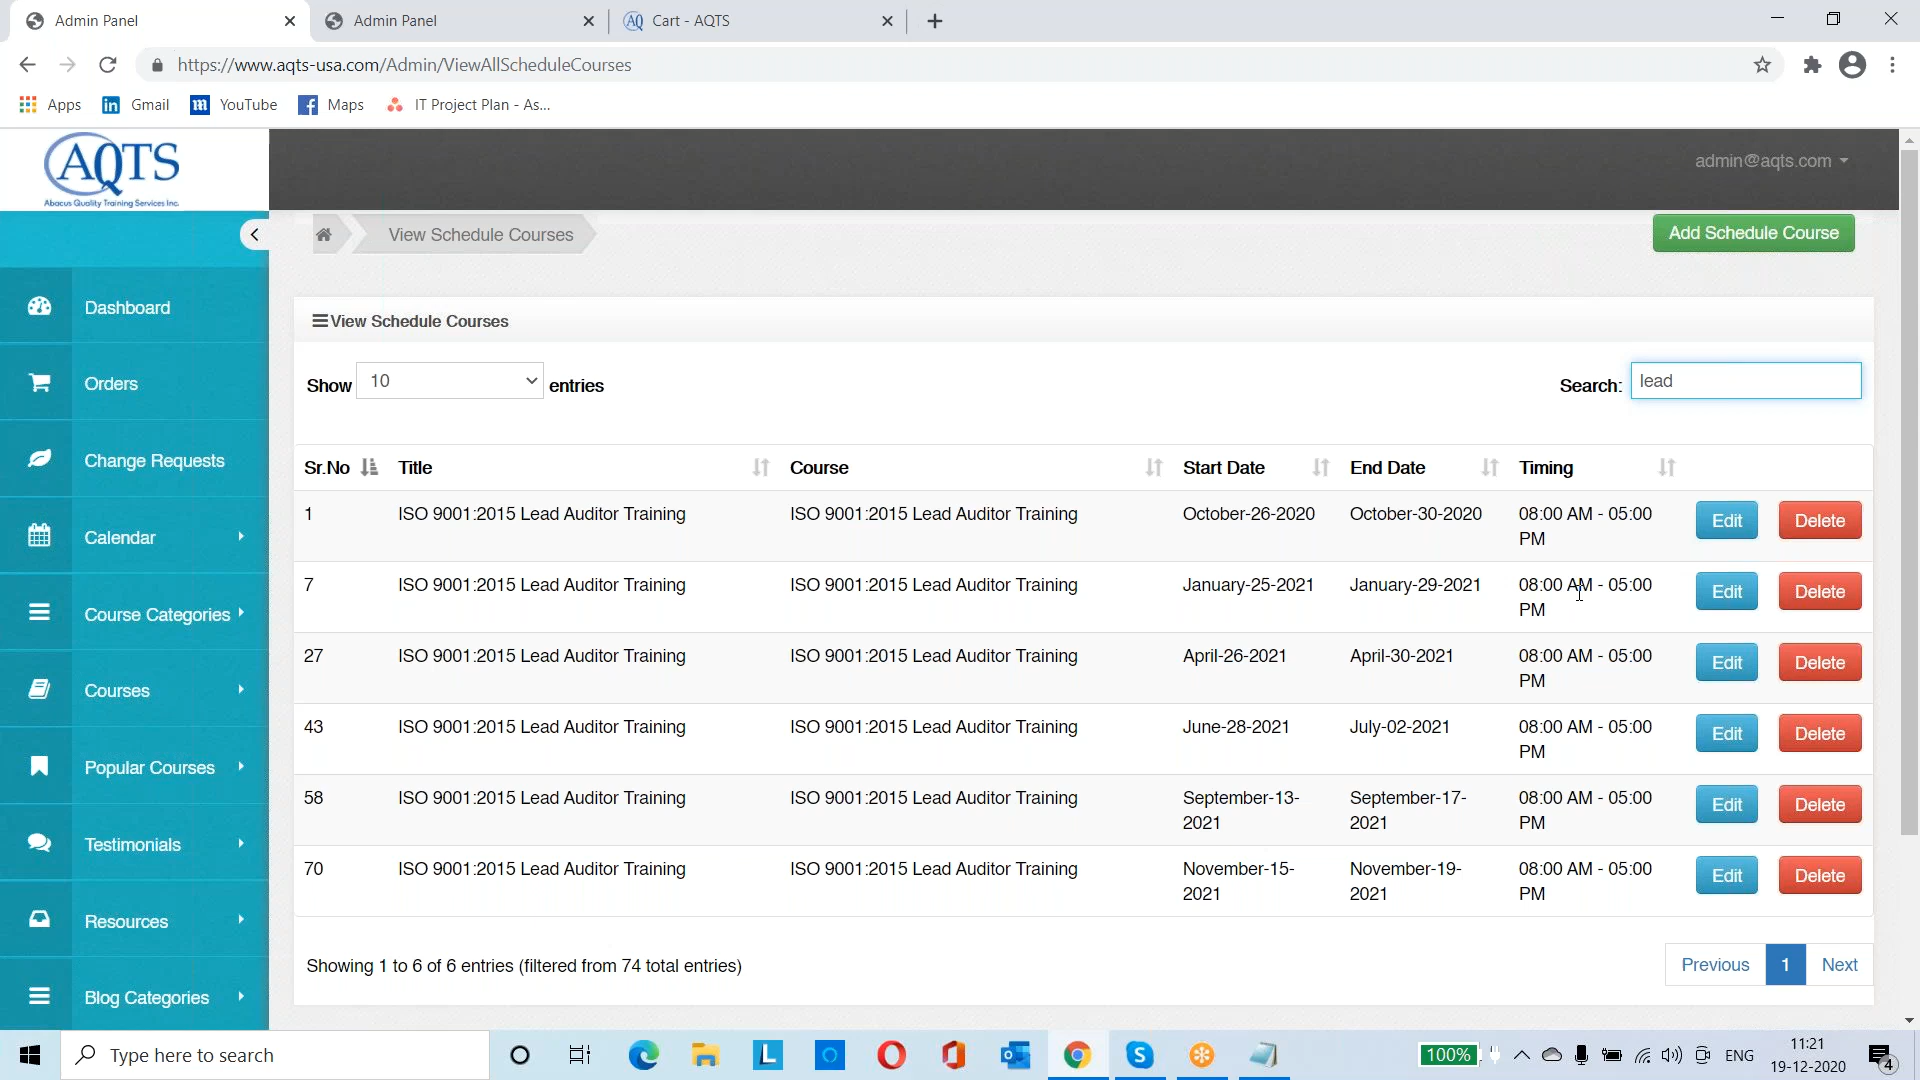 Admin Panel
Admin Panel
Cart - AQTS
https://www.aqts-usa.com/Admin/ViewAllScheduleCourses
Apps
Gmail
YouTube
Maps
IT Project Plan - As...
AQTS
Abacus Quality Training Services Inc.
admin@aqts.com
View Schedule Courses
Add Schedule Course
Dashboard
Orders
Change Requests
Calendar
Course Categories
Courses
Popular Courses
Testimonials
Resources
Blog Categories
View Schedule Courses
Show 10 entries
Search: lead
Sr.No Title Course Start Date End Date Timing
1 ISO 9001:2015 Lead Auditor Training ISO 9001:2015 Lead Auditor Training October-26-2020 October-30-2020 08:00 AM - 05:00 Edit Delete
PM
7 ISO 9001:2015 Lead Auditor Training ISO 9001:2015 Lead Auditor Training January-25-2021 January-29-2021 08:00 AM - 05:00 Edit Delete
PM
27 ISO 9001:2015 Lead Auditor Training ISO 9001:2015 Lead Auditor Training April-26-2021 April-30-2021 08:00 AM - 05:00 Edit Delete
PM
43 ISO 9001:2015 Lead Auditor Training ISO 9001:2015 Lead Auditor Training June-28-2021 July-02-2021 08:00 AM - 05:00 Edit Delete
PM
58 ISO 9001:2015 Lead Auditor Training ISO 9001:2015 Lead Auditor Training September-13- September-17- 08:00 AM - 05:00 Edit Delete
2021 2021 PM
70 ISO 9001:2015 Lead Auditor Training ISO 9001:2015 Lead Auditor Training November-15- November-19- 08:00 AM - 05:00 Edit Delete
2021 2021 PM
Showing 1 to 6 of 6 entries (filtered from 74 total entries)
Previous 1 Next
Type here to search
100%
ENG
11:21
19-12-2020
4